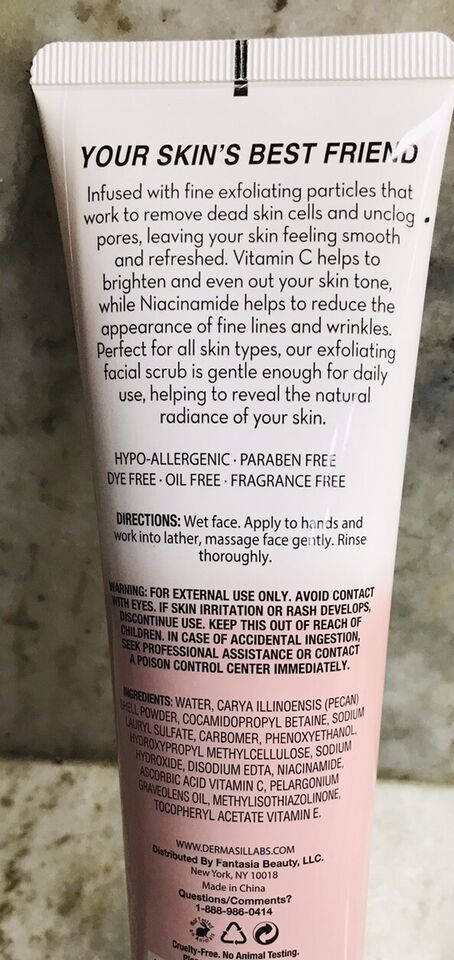 YOUR SKIN'S BEST FRIEND
Infused with fine exfoliating particles that
work to remove dead skin cells and unclog
pores, leaving your skin feeling smooth
and refreshed. Vitamin C helps to
brighten and even out your skin tone,
while Niacinamide helps to reduce the
appearance of fine lines and wrinkles.
Perfect for all skin types, our exfoliating
facial scrub is gentle enough for daily
use, helping to reveal the natural
radiance of your skin.
HYPO-ALLERGENIC · PARABEN FREE
DYE FREE · OIL FREE · FRAGRANCE FREE
DIRECTIONS: Wet face. Apply to hands and
work into lather, massage face gently. Rinse
thoroughly.
WARNING: FOR EXTERNAL USE ONLY. AVOID CONTACT
WITH EYES. IF SKIN IRRITATION OR RASH DEVELOPS,
DISCONTINUE USE. KEEP THIS OUT OF REACH OF
CHILDREN. IN CASE OF ACCIDENTAL INGESTION,
SEEK PROFESSIONAL ASSISTANCE OR CONTACT
A POISON CONTROL CENTER IMMEDIATELY.
INGREDIENTS: WATER, CARYA ILLINOENSIS (PECAN)
SHELL POWDER, COCAMIDOPROPYL BETAINE, SODIUM
LAURYL SULFATE, CARBOMER, PHENOXYETHANOL,
HYDROXYPROPYL METHYLCELLULOSE, SODIUM
HYDROXIDE, DISODIUM EDTA, NIACINAMIDE,
ASCORBIC ACID VITAMIN C, PELARGONIUM
GRAVEOLENS OIL, METHYLISOTHIAZOLINONE,
TOCOPHERYL ACETATE VITAMIN E.
WWW.DERMASILLABS.COM
Distributed By Fantasia Beauty, LLC.
New York, NY 10018
Made in China
Questions/Comments?
1-888-986-0414
Cruelty-Free. No Animal Testing.